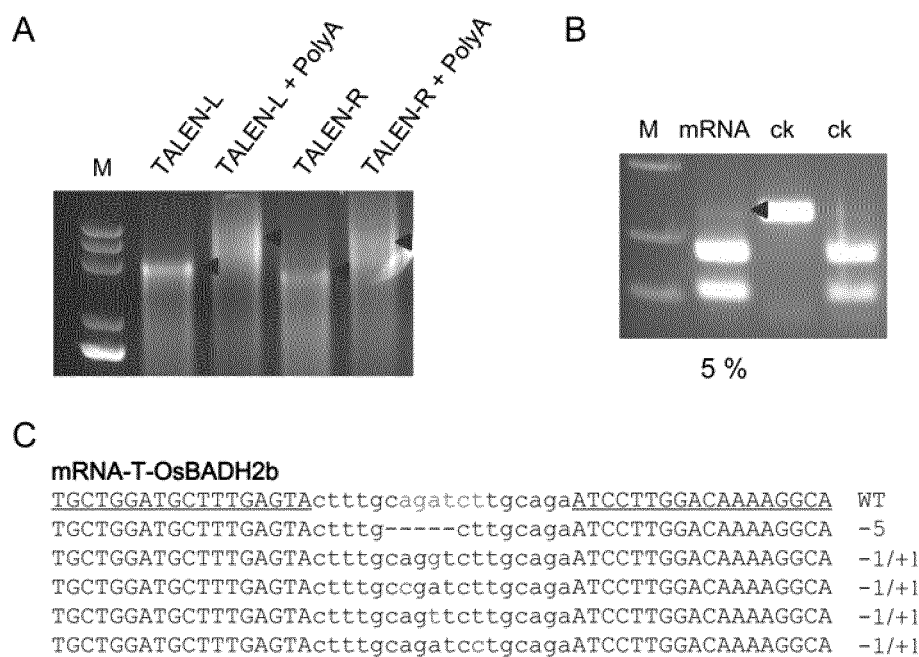 A
B
M
TALEN-L
TALEN-L + PolyA
TALEN-R
TALEN-R + PolyA
M mRNA ck ck
5 %
C
mRNA-T-OsBADH2b
TGCTGGATGCTTTGAGTActttgcagatcttgcagaATCCTTGGACAAAAGGCA WT
TGCTGGATGCTTTGAGTActttg-----cttgcagaATCCTTGGACAAAAGGCA -5
TGCTGGATGCTTTGAGTActttgcaggtcttgcagaATCCTTGGACAAAAGGCA -1/+1
TGCTGGATGCTTTGAGTActttgccgatcttgcagaATCCTTGGACAAAAGGCA -1/+1
TGCTGGATGCTTTGAGTActttgcagttcttgcagaATCCTTGGACAAAAGGCA -1/+1
TGCTGGATGCTTTGAGTActttgcagatcctgcagaATCCTTGGACAAAAGGCA -1/+1